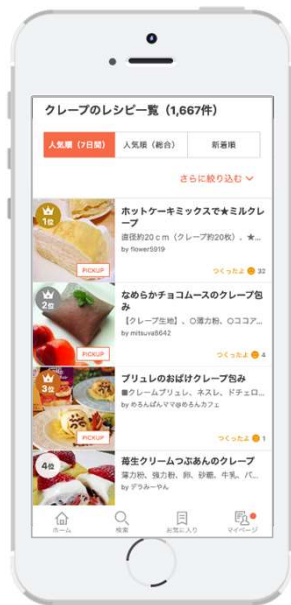 クレープのレシピ一覧（1,667件）
人気順（7日間）
人気順（総合）
新着順
さらに絞り込む
1位
PICKUP
ホットケーキミックスで★ミルクレ
ープ
直径約20ｃｍ（クレープ約20枚）、★...
by flower5919
つくったよ 32
2位
PICKUP
なめらかチョコムースのクレープ包
み
【クレープ生地】、○薄力粉、○ココア...
by mitsuva5642
つくったよ 4
3位
PICKUP
ブリュレのおばけクレープ包み
■クレームブリュレ、ネスレ、ドチェロ...
by めろんぱんママ@めろんカフェ
つくったよ 1
4位
苺生クリームつぶあんのクレープ
薄力粉、強力粉、卵、砂糖、牛乳、バ...
by デラみーやん
ホーム
検索
お気に入り
マイページ